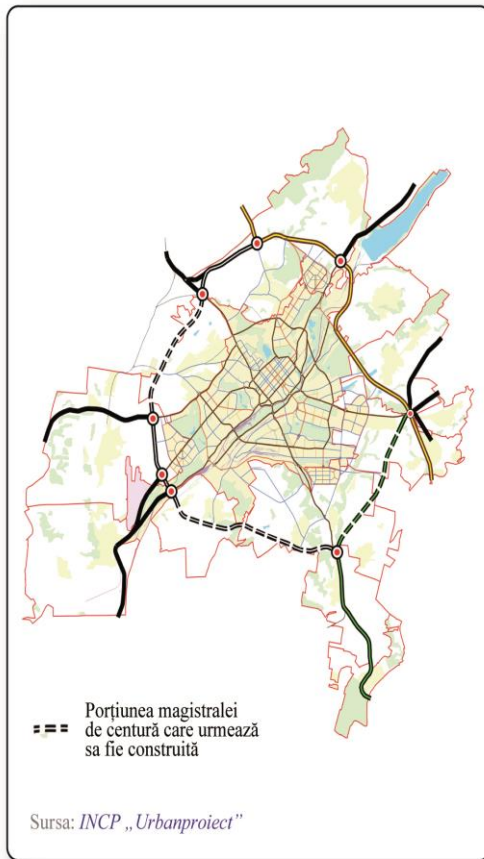 Porțiunea magistralei
de centură care urmează
sa fie construită
Sursa: INCP „Urbanproiect”